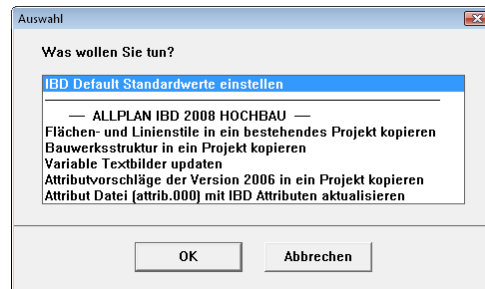 Auswahl
Was wollen Sie tun?
IBD Default Standardwerte einstellen
— ALLPLAN IBD 2008 HOCHBAU —
Flächen- und Linienstile in ein bestehendes Projekt kopieren
Bauwerksstruktur in ein Projekt kopieren
Variable Textbilder updaten
Attributvorschläge der Version 2006 in ein Projekt kopieren
Attribut Datei (attrib.000) mit IBD Attributen aktualisieren
OK
Abbrechen